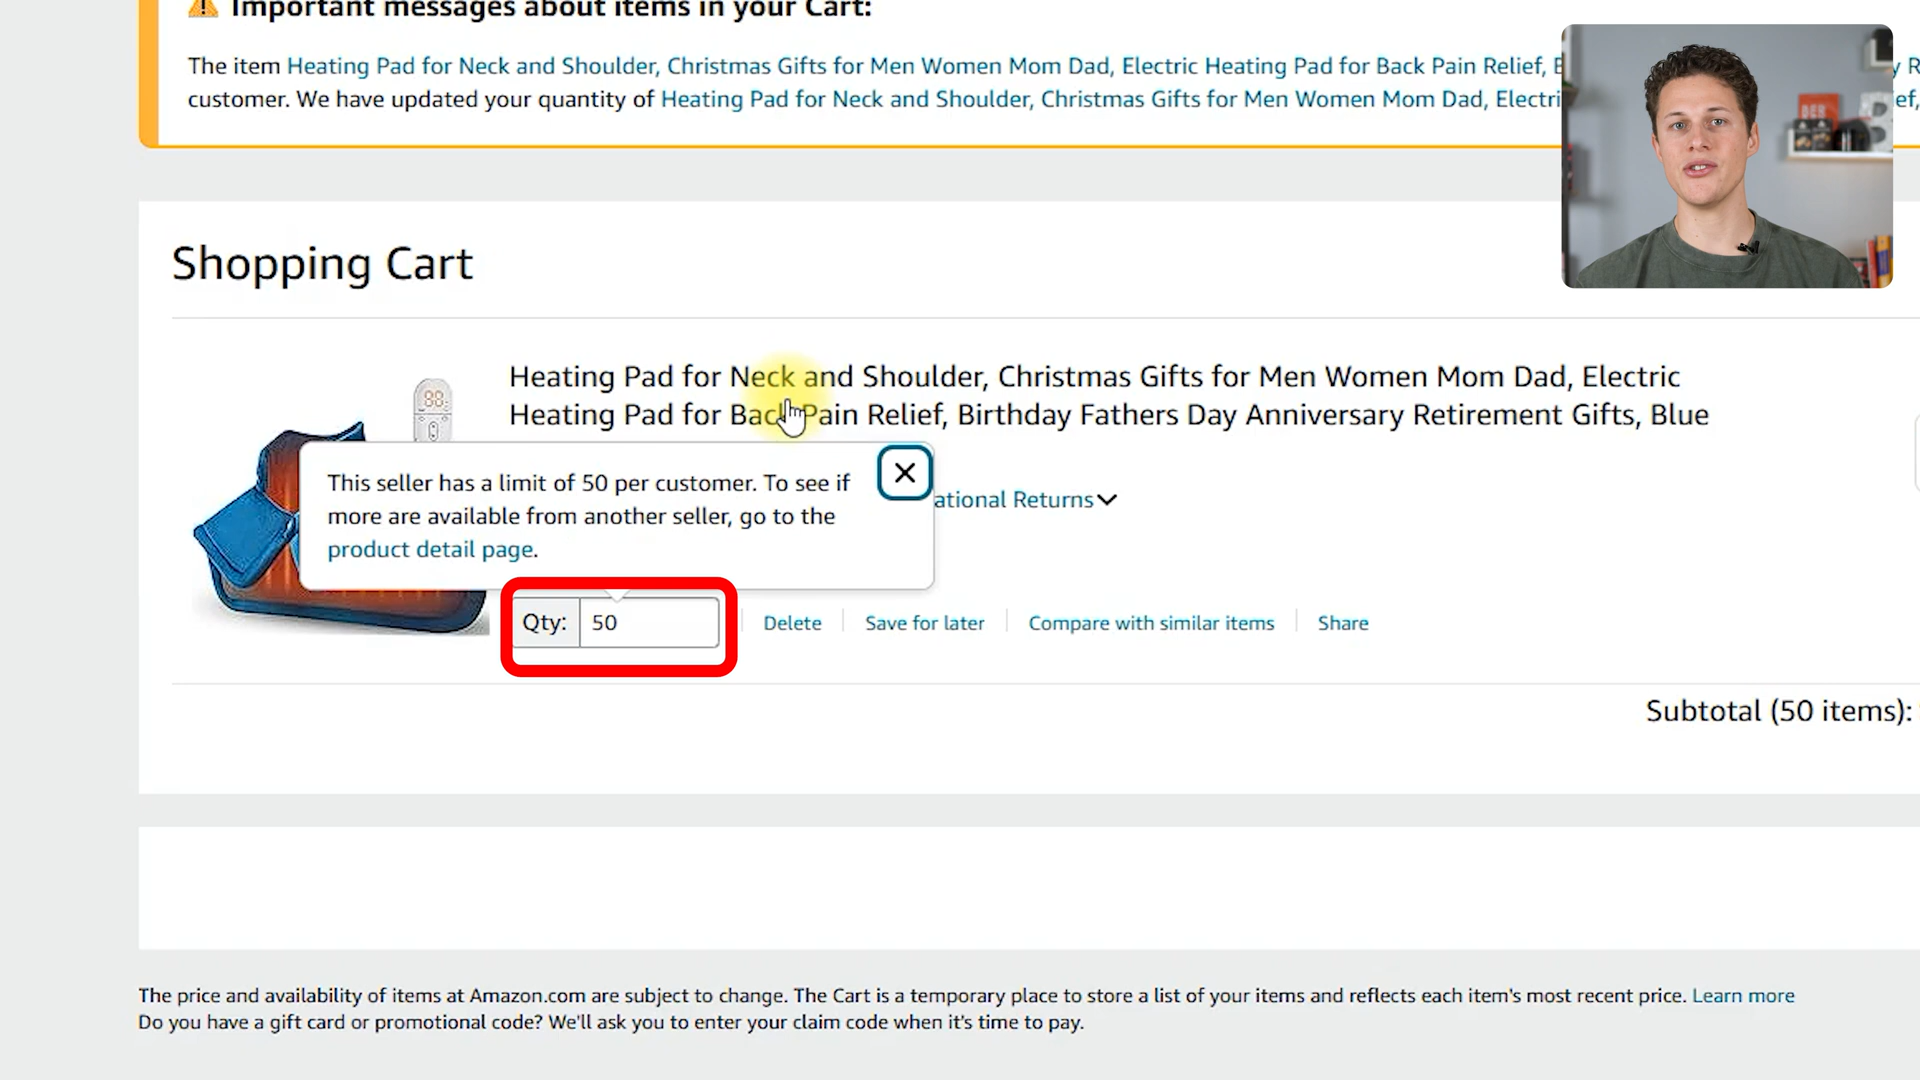 Important messages about items in your Cart:
The item Heating Pad for Neck and Shoulder, Christmas Gifts for Men Women Mom Dad, Electric Heating Pad for Back Pain Relief,
customer. We have updated your quantity of Heating Pad for Neck and Shoulder, Christmas Gifts for Men Women Mom Dad, Electri
Shopping Cart
Heating Pad for Neck and Shoulder, Christmas Gifts for Men Women Mom Dad, Electric
Heating Pad for Back Pain Relief, Birthday Fathers Day Anniversary Retirement Gifts, Blue
This seller has a limit of 50 per customer. To see if
more are available from another seller, go to the
product detail page.
ational Returns
Qty: 50
Delete
Save for later
Compare with similar items
Share
Subtotal (50 items):
The price and availability of items at Amazon.com are subject to change. The Cart is a temporary place to store a list of your items and reflects each item's most recent price. Learn more
Do you have a gift card or promotional code? We'll ask you to enter your claim code when it's time to pay.